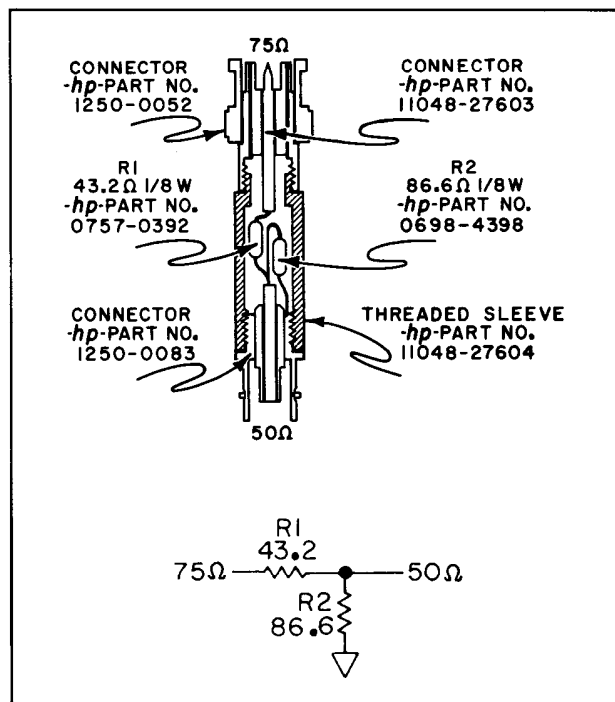 75Ω
CONNECTOR
-hp-PART NO.
1250-0052
CONNECTOR
-hp-PART NO.
11048-27603
R1
43.2Ω 1/8W
-hp-PART NO.
0757-0392
R2
86.6Ω 1/8W
-hp-PART NO.
0698-4398
CONNECTOR
-hp-PART NO.
1250-0083
THREADED SLEEVE
-hp-PART NO.
11048-27604
50Ω
R1
43.2
75Ω
50Ω
R2
86.6